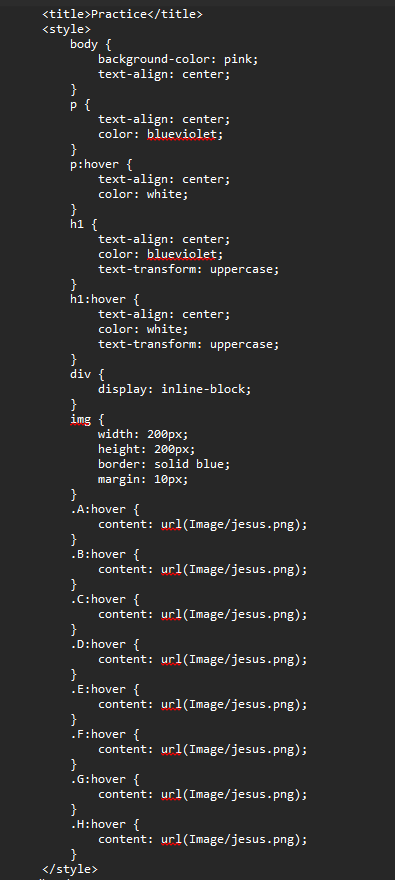 <title>Practice</title>
<style>
body {
background-color: pink;
text-align: center;
}
p {
text-align: center;
color: blueviolet;
}
p:hover {
text-align: center;
color: white;
}
h1 {
text-align: center;
color: blueviolet;
text-transform: uppercase;
}
h1:hover {
text-align: center;
color: white;
text-transform: uppercase;
}
div {
display: inline-block;
}
img {
width: 200px;
height: 200px;
border: solid blue;
margin: 10px;
}
.A:hover {
content: url(Image/jesus.png);
}
.B:hover {
content: url(Image/jesus.png);
}
.C:hover {
content: url(Image/jesus.png);
}
.D:hover {
content: url(Image/jesus.png);
}
.E:hover {
content: url(Image/jesus.png);
}
.F:hover {
content: url(Image/jesus.png);
}
.G:hover {
content: url(Image/jesus.png);
}
.H:hover {
content: url(Image/jesus.png);
}
</style>